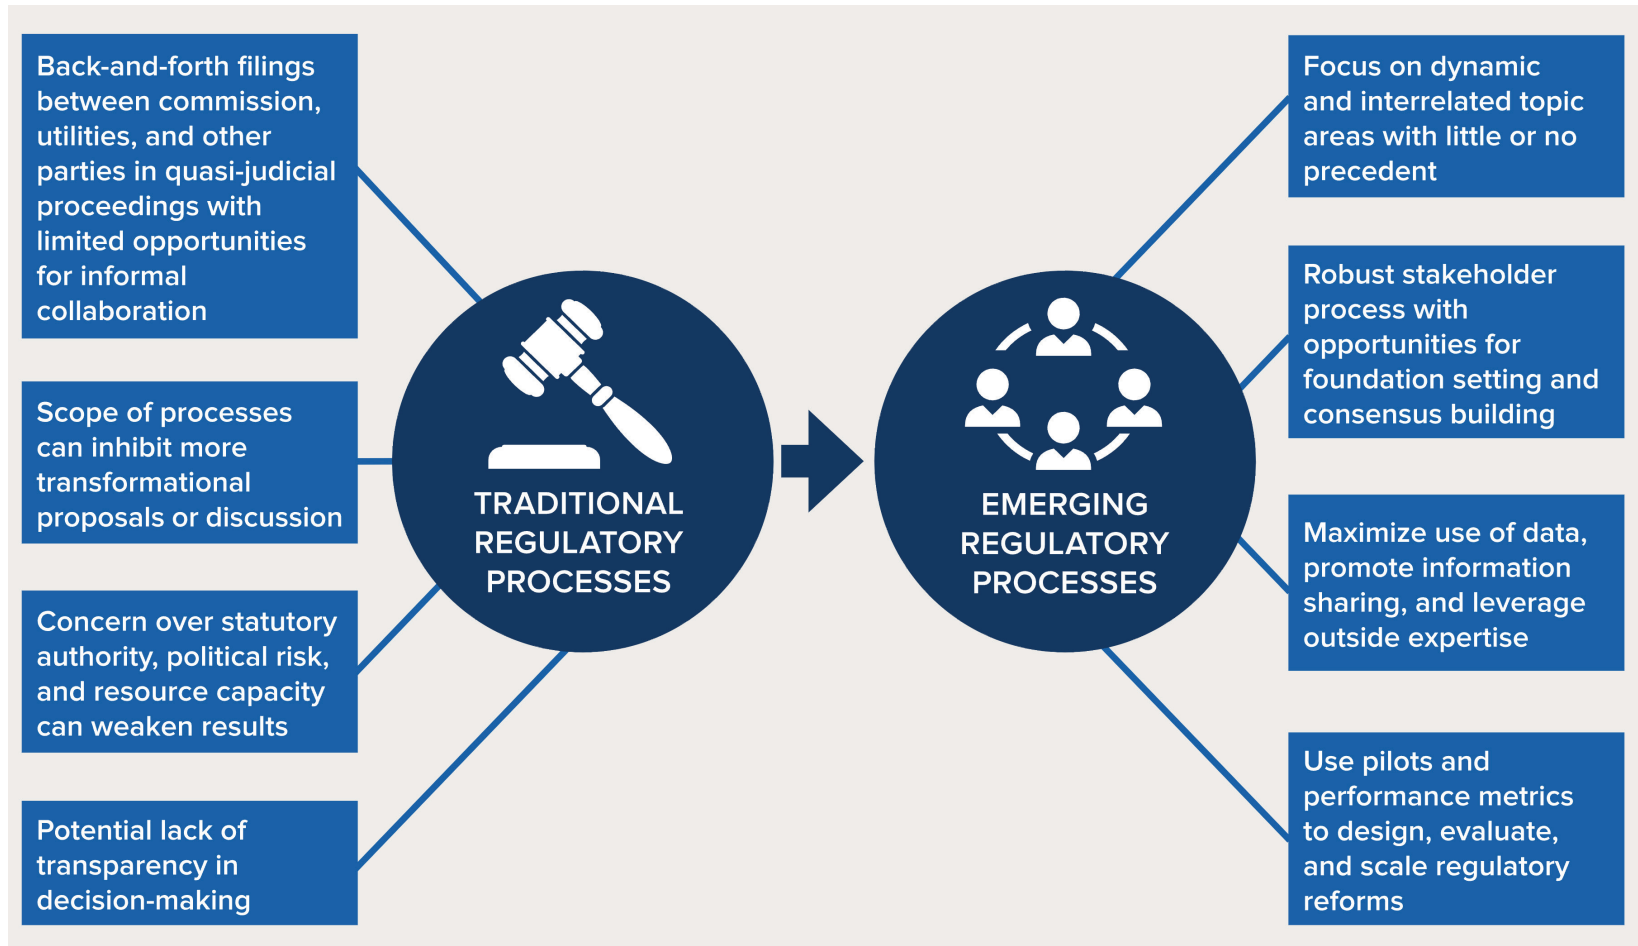 Back-and-forth filings
between commission,
utilities, and other
parties in quasi-judicial
proceedings with
limited opportunities
for informal
collaboration
Scope of processes
can inhibit more
transformational
proposals or discussion
Concern over statutory
authority, political risk,
and resource capacity
can weaken results
Potential lack of
transparency in
decision-making
TRADITIONAL
REGULATORY
PROCESSES
EMERGING
REGULATORY
PROCESSES
Focus on dynamic
and interrelated topic
areas with little or no
precedent
Robust stakeholder
process with
opportunities for
foundation setting and
consensus building
Maximize use of data,
promote information
sharing, and leverage
outside expertise
Use pilots and
performance metrics
to design, evaluate,
and scale regulatory
reforms